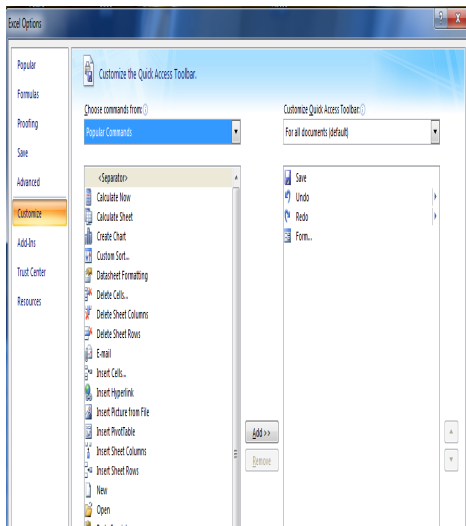 Excel Options
?
X
Popular
Formulas
Proofing
Save
Advanced
Customize
Add-Ins
Trust Center
Resources
Customize the Quick Access Toolbar.
Choose commands from:
Popular Commands
<Separator>
Calculate Now
Calculate Sheet
Create Chart
Custom Sort...
Datasheet Formatting
Delete Cells...
Delete Sheet Columns
Delete Sheet Rows
E-mail
Insert Cells...
Insert Hyperlink
Insert Picture from File
Insert PivotTable
Insert Sheet Columns
Insert Sheet Rows
New
Open
Add >>
Remove
Customize Quick Access Toolbar:
For all documents (default)
Save
Undo
Redo
Form...